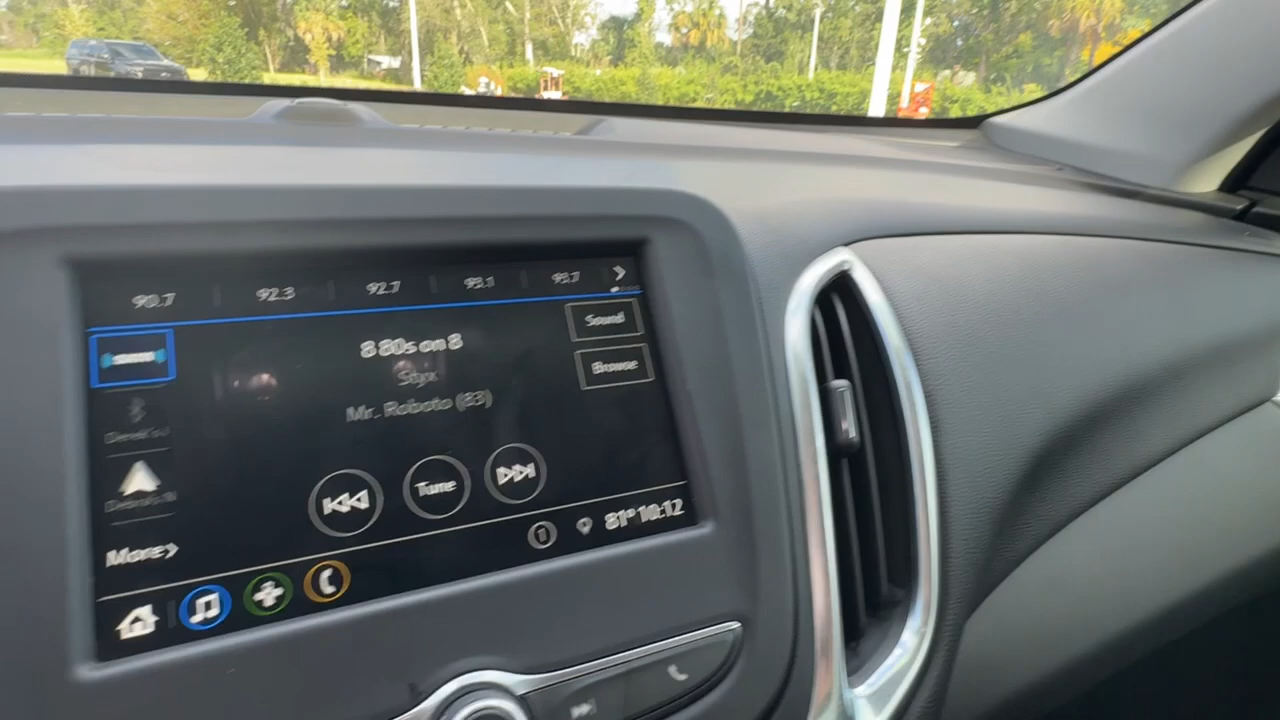 90.7 92.3 92.7 93.1 93.7
Sound
8 80s on 8
Browse
Styx
Mr. Roboto (83)
Tune
More
81° 10:12